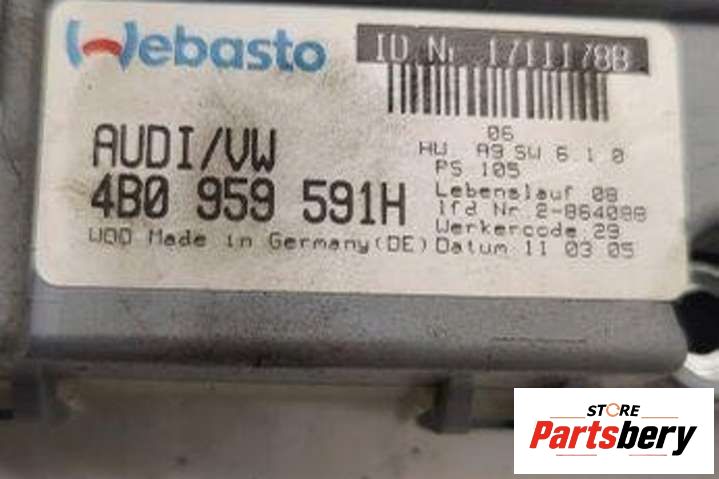 Webasto
ID Nr 1711178B
AUDI/VW
4B0 959 591H
WDD Made in Germany(DE)
06
HW A9 SW 6.1.0
PS 105
Lebenslauf 08
lfd Nr 2-864088
Werkercode 29
Datum 11 03 05
STORE
Partsbery